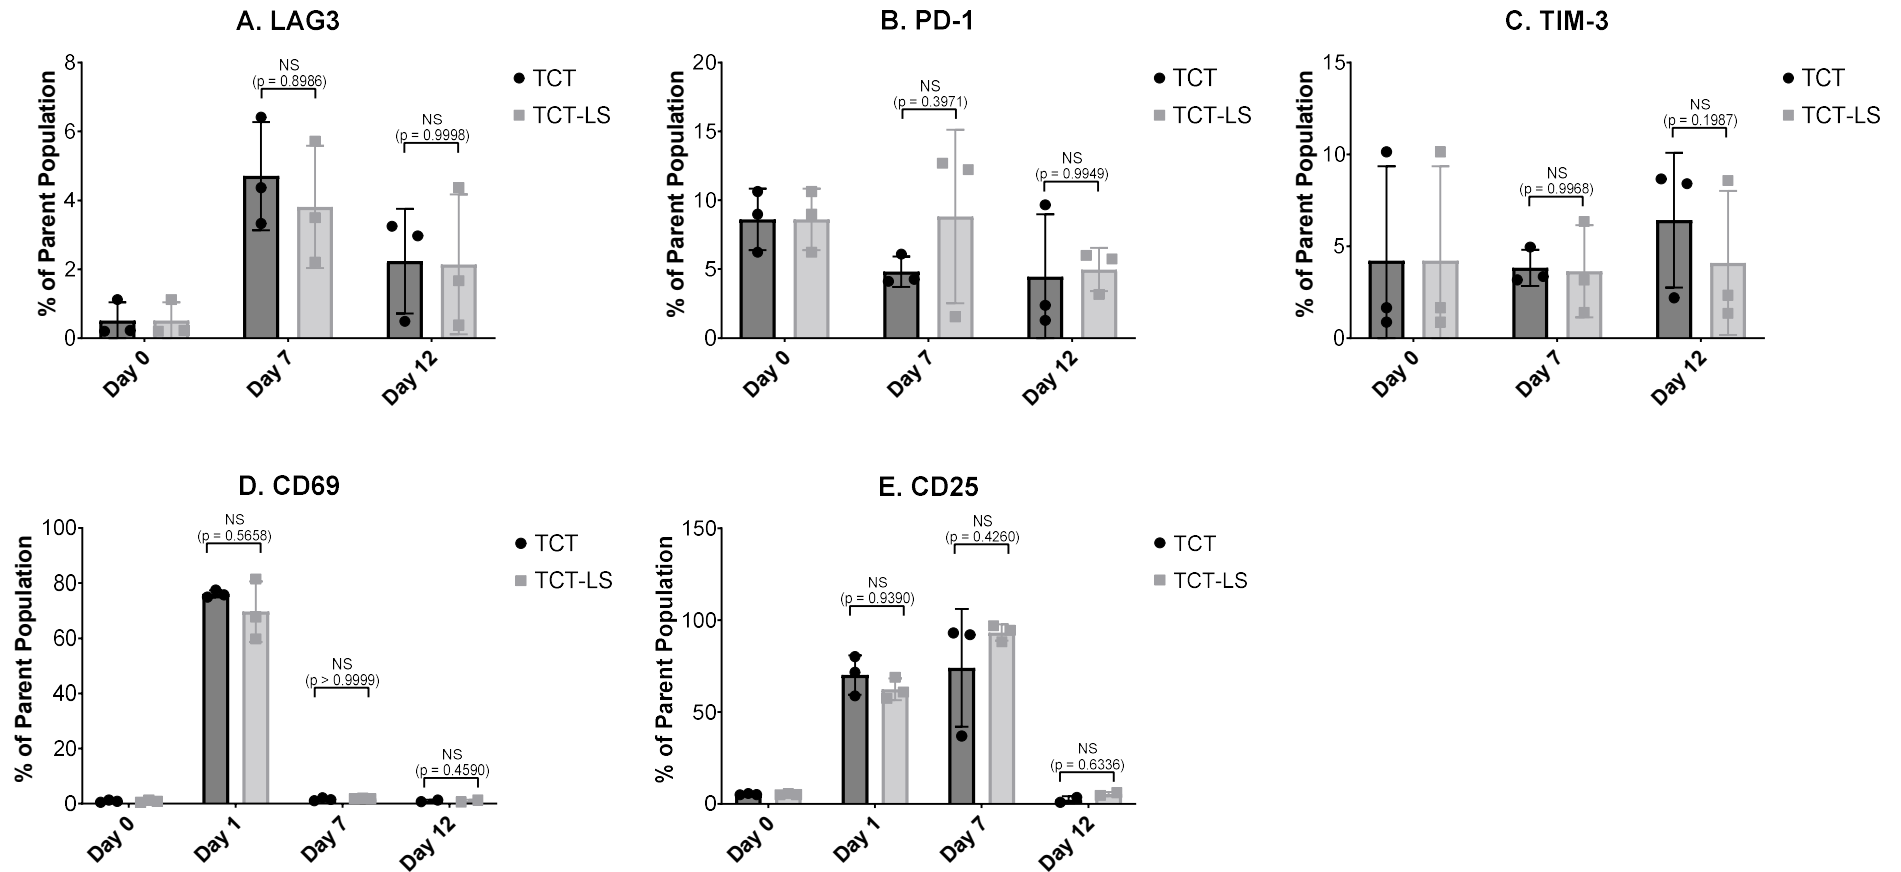 A. LAG3
% of Parent Population
8
6
4
2
0
NS
(p = 0.8986)
NS
(p = 0.9998)
TCT
TCT-LS
Day 0
Day 7
Day 12
B. PD-1
% of Parent Population
20
15
10
5
0
NS
(p = 0.3971)
NS
(p = 0.9949)
TCT
TCT-LS
Day 0
Day 7
Day 12
C. TIM-3
% of Parent Population
15
10
5
0
NS
(p = 0.9968)
NS
(p = 0.1987)
TCT
TCT-LS
Day 0
Day 7
Day 12
D. CD69
% of Parent Population
100
80
60
40
20
0
NS
(p = 0.5658)
NS
(p > 0.9999)
NS
(p = 0.4590)
TCT
TCT-LS
Day 0
Day 1
Day 7
Day 12
E. CD25
% of Parent Population
150
100
50
0
NS
(p = 0.9390)
NS
(p = 0.4260)
NS
(p = 0.6336)
TCT
TCT-LS
Day 0
Day 1
Day 7
Day 12